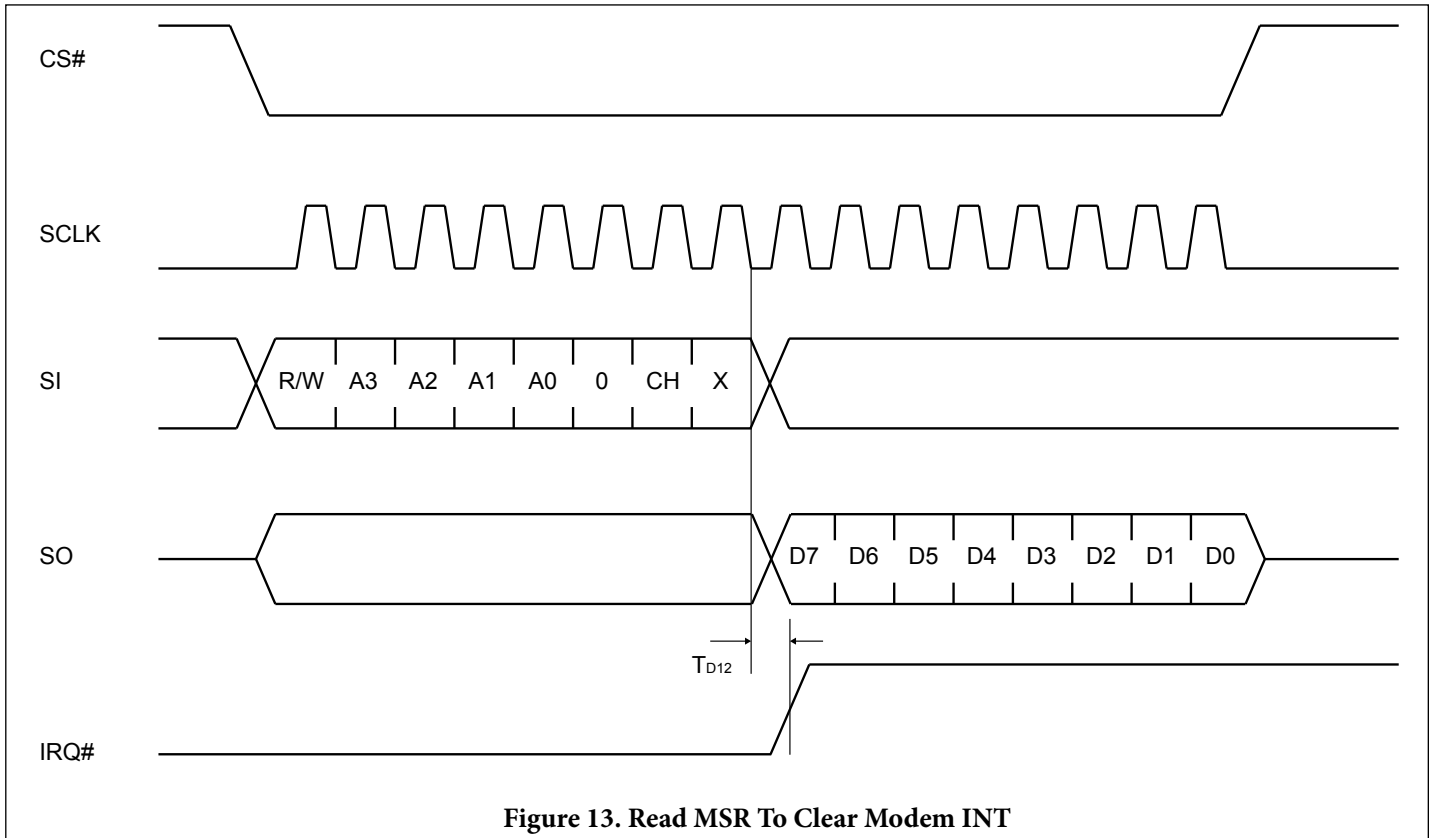 CS#
SCLK
SI
R/W A3 A2 A1 A0 0 CH X
SO
D7 D6 D5 D4 D3 D2 D1 D0
TD12
IRQ#
Figure 13. Read MSR To Clear Modem INT